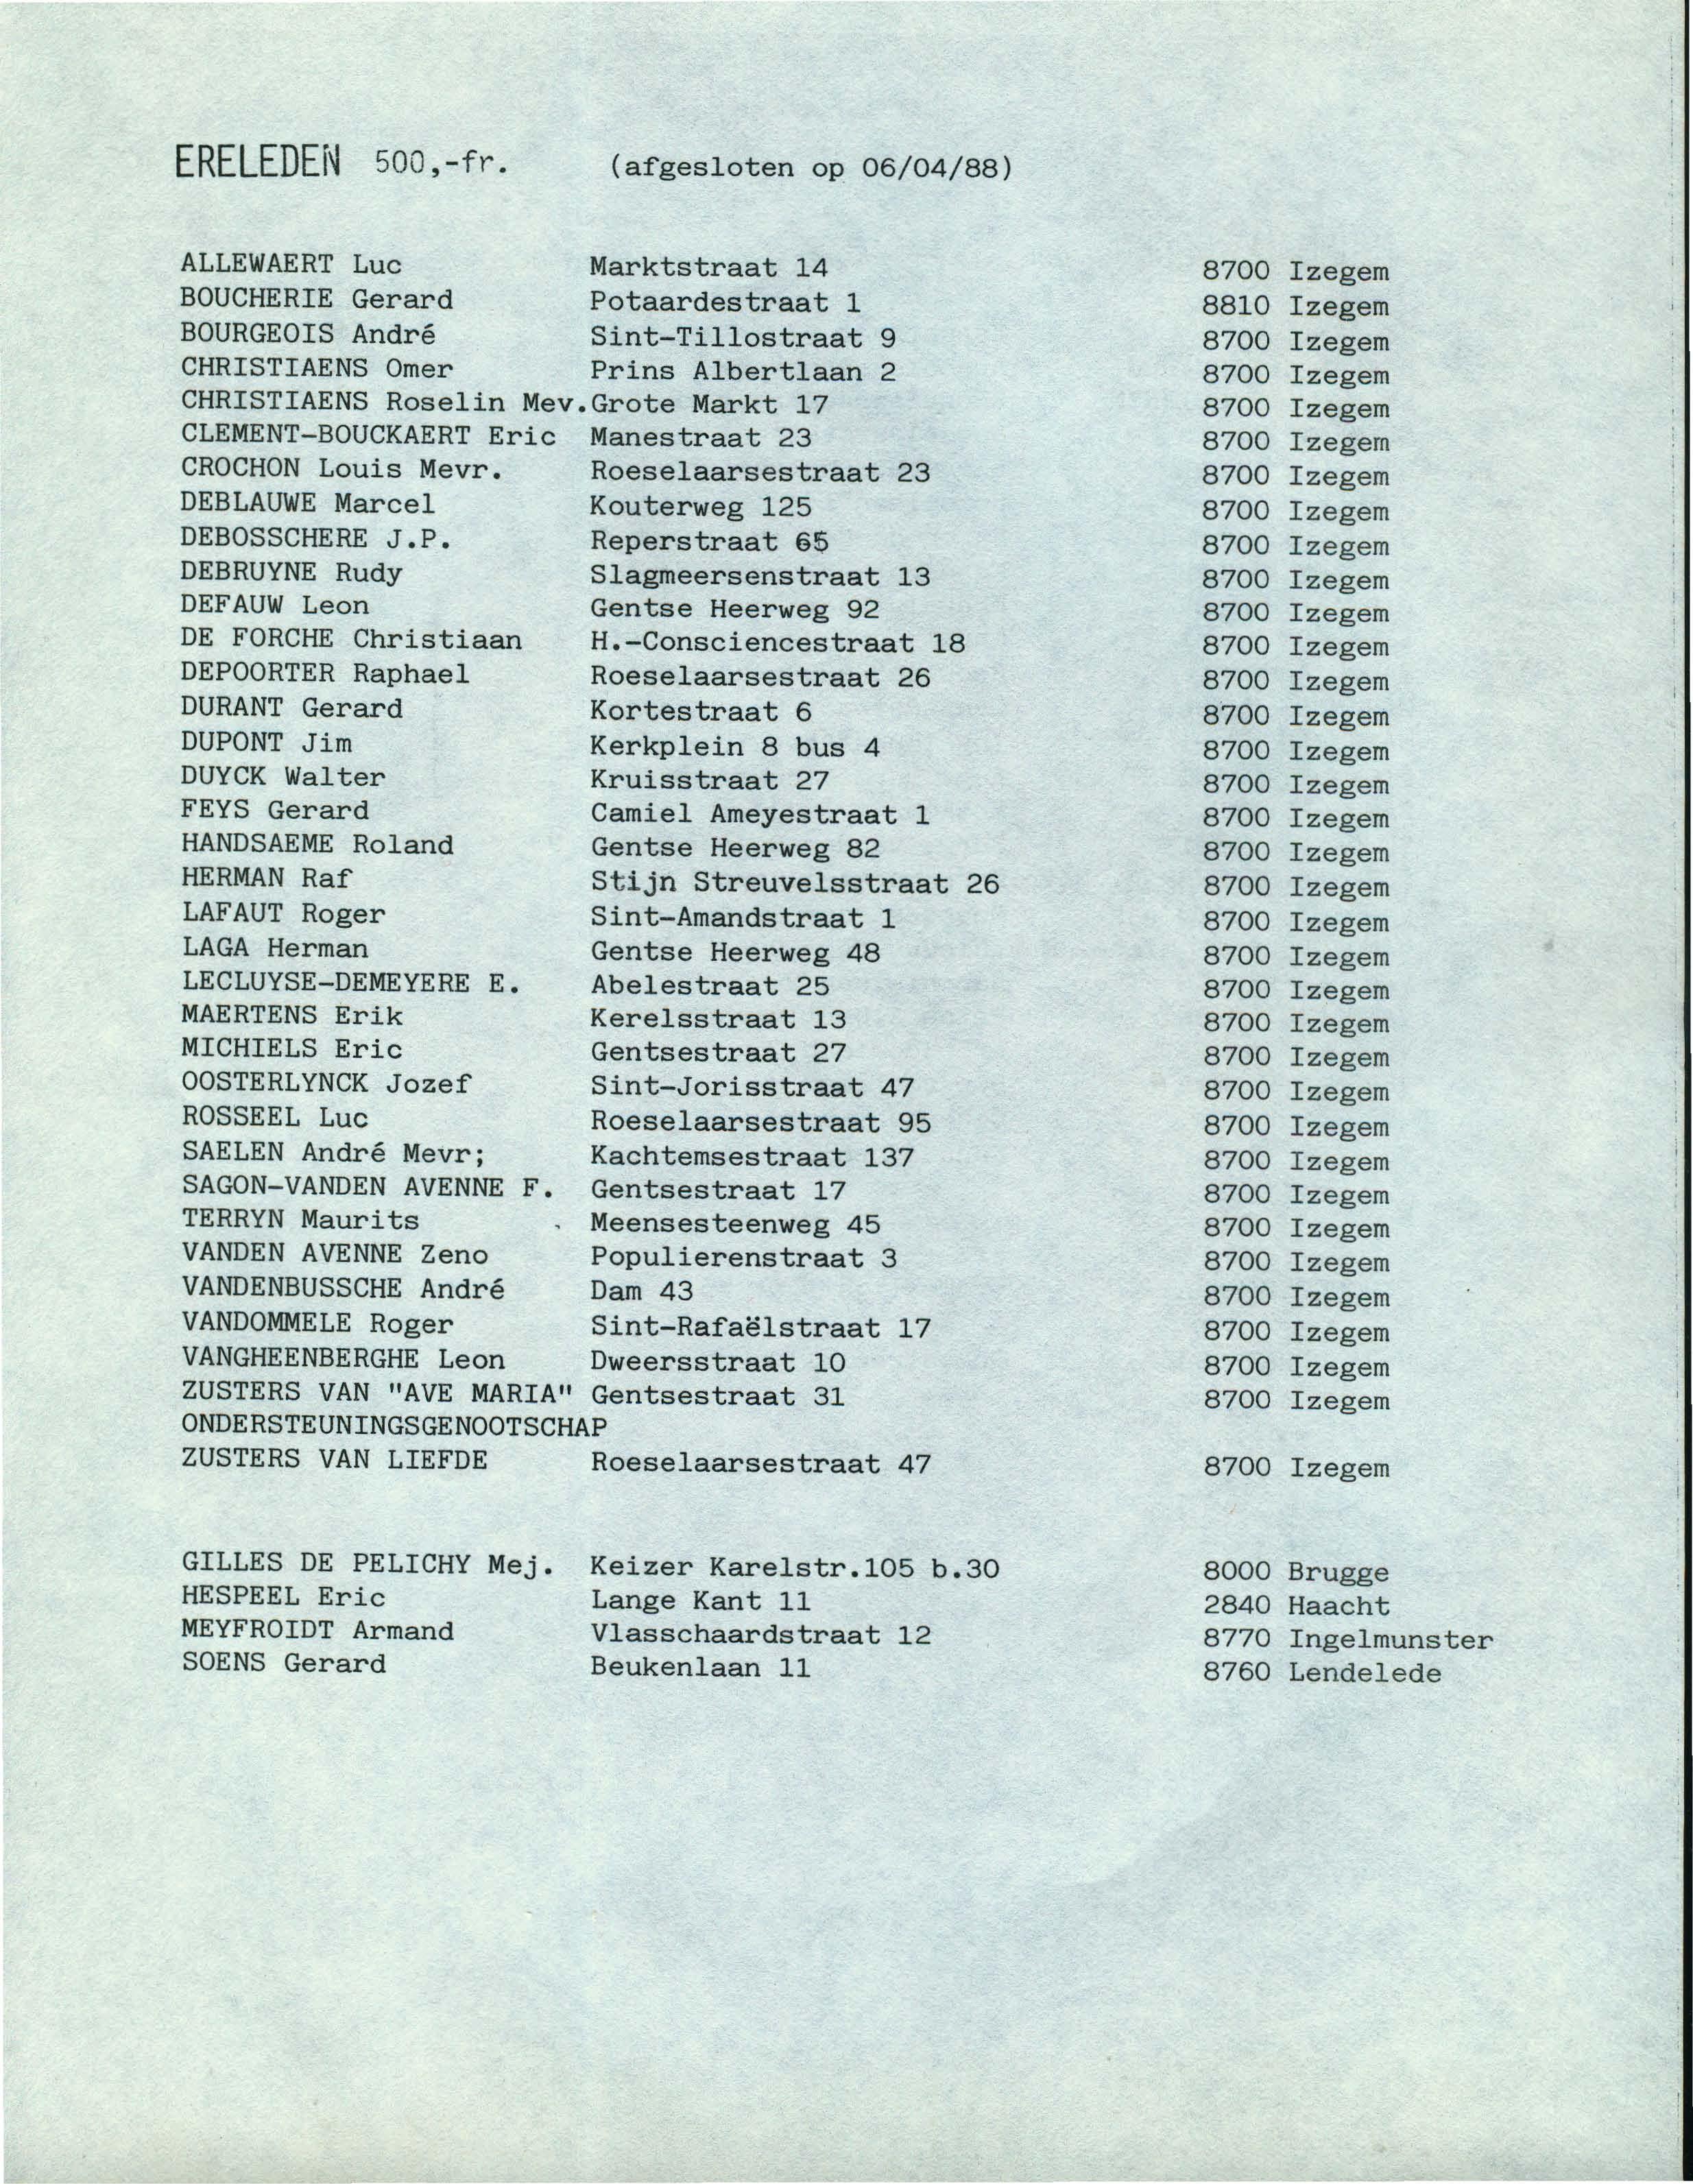 ERELEDEN 500,-fr. (afgesloten op 06/04/88)
ALLEWAERT Luc Marktstraat 14 8700 Izegem
BOUCHERIE Gerard Potaardestraat 1 8810 Izegem
BOURGEOIS André Sint-Tillostraat 9 8700 Izegem
CHRISTIAENS Omer Prins Albertlaan 2 8700 Izegem
CHRISTIAENS Roselin Mev.Grote Markt 17 8700 Izegem
CLEMENT-BOUCKAERT Eric Manestraat 23 8700 Izegem
CROCHON Louis Mevr. Roeselaarsestraat 23 8700 Izegem
DEBLAUWE Marcel Kouterweg 125 8700 Izegem
DEBOSSCHERE J.P. Reperstraat 65 8700 Izegem
DEBRUYNE Rudy Slagmeersenstraat 13 8700 Izegem
DEFAUW Leon Gentse Heerweg 92 8700 Izegem
DE FORCHE Christiaan H.-Consciencestraat 18 8700 Izegem
DEPOORTER Raphael Roeselaarsestraat 26 8700 Izegem
DURANT Gerard Kortestraat 6 8700 Izegem
DUPONT Jim Kerkplein 8 bus 4 8700 Izegem
DUYCK Walter Kruisstraat 27 8700 Izegem
FEYS Gerard Camiel Ameyestraat 1 8700 Izegem
HANDSAEME Roland Gentse Heerweg 82 8700 Izegem
HERMAN Raf Stijn Streuvelsstraat 26 8700 Izegem
LAFAUT Roger Sint-Amandstraat 1 8700 Izegem
LAGA Herman Gentse Heerweg 48 8700 Izegem
LECLUYSE-DEMEYERE E. Abelestraat 25 8700 Izegem
MAERTENS Erik Kerelsstraat 13 8700 Izegem
MICHIELS Eric Gentsestraat 27 8700 Izegem
OOSTERLYNCK Jozef Sint-Jorisstraat 47 8700 Izegem
ROSSEEL Luc Roeselaarsestraat 95 8700 Izegem
SAELEN André Mevr; Kachtemsestraat 137 8700 Izegem
SAGON-VANDEN AVENNE F. Gentsestraat 17 8700 Izegem
TERRYN Maurits Meensesteenweg 45 8700 Izegem
VANDEN AVENNE Zeno Populierenstraat 3 8700 Izegem
VANDENBUSSCHE André Dam 43 8700 Izegem
VANDOMMELE Roger Sint-Rafaëlstraat 17 8700 Izegem
VANGHEENBERGHE Leon Dweersstraat 10 8700 Izegem
ZUSTERS VAN "AVE MARIA" Gentsestraat 31 8700 Izegem
ONDERSTEUNINGSGENOOTSCHAP
ZUSTERS VAN LIEFDE Roeselaarsestraat 47 8700 Izegem
GILLES DE PELICHY Mej. Keizer Karelstr.105 b.30 8000 Brugge
HESPEEL Eric Lange Kant 11 2840 Haacht
MEYFROIDT Armand Vlasschaardstraat 12 8770 Ingelmunster
SOENS Gerard Beukenlaan 11 8760 Lendelede